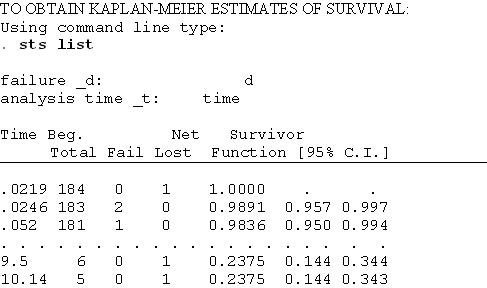 TO OBTAIN KAPLAN-MEIER ESTIMATES OF SURVIVAL:
Using command line type:
. sts list
failure _d: d
analysis time _t: time
Time Beg. Net Survivor
Total Fail Lost Function [95% C.I.]
.0219 184 0 1 1.0000 . .
.0246 183 2 0 0.9891 0.957 0.997
.052 181 1 0 0.9836 0.950 0.994
. . . . . . . . . . . . . . . . . . .
9.5 6 0 1 0.2375 0.144 0.344
10.14 5 0 1 0.2375 0.144 0.343